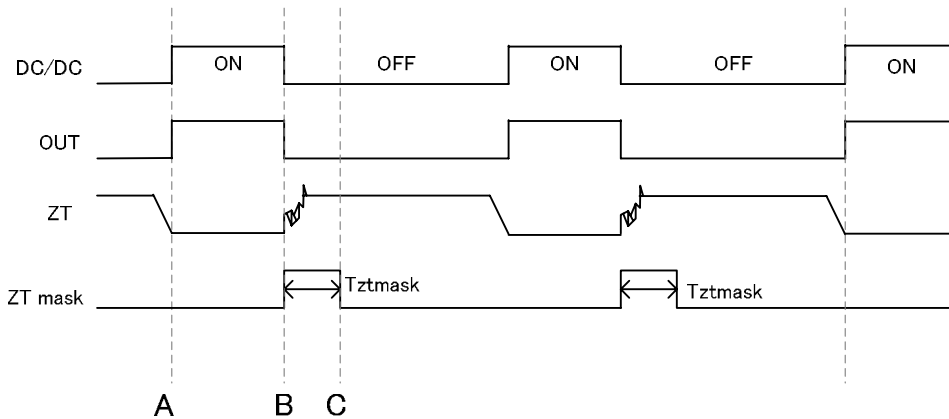 DC/DC ON OFF ON OFF ON
OUT
ZT
ZT mask Tztmask Tztmask
A B C